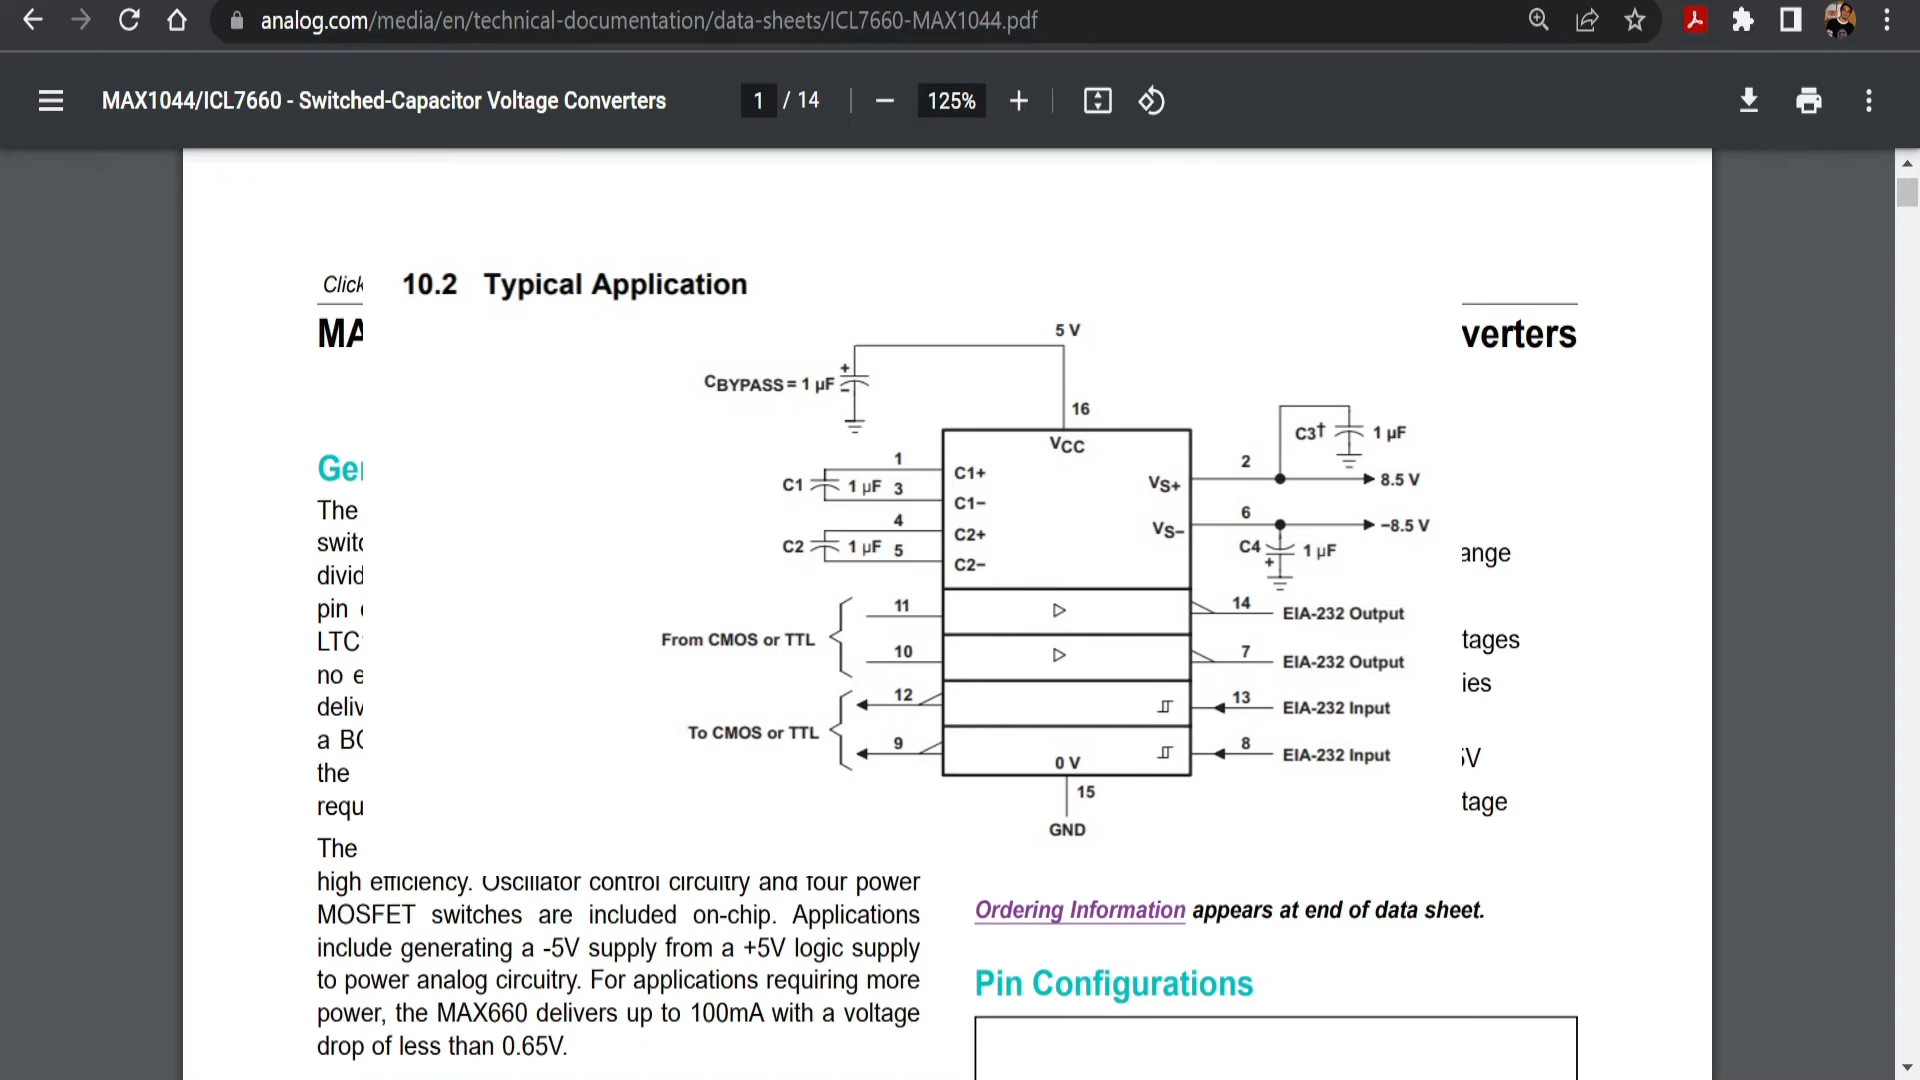 analog.com/media/en/technical-documentation/data-sheets/ICL7660-MAX1044.pdf
MAX1044/ICL7660 - Switched-Capacitor Voltage Converters
1 / 14
125%
Click
10.2 Typical Application
MA
verters
5 V
CBYPASS = 1 µF
+
−
16
VCC
C3†
1 µF
1
C1+
2
VS+
8.5 V
C1
1 µF
3
C1−
4
C2+
6
VS−
−8.5 V
C2
1 µF
5
C2−
C4
+
1 µF
11
14
EIA-232 Output
From CMOS or TTL
10
7
EIA-232 Output
12
13
EIA-232 Input
To CMOS or TTL
9
8
EIA-232 Input
0 V
15
GND
The
divid
pin
LTC
no e
deliv
the
requ
The
ange
tages
ies
tage
high efficiency. Oscillator control circuitry and four power
MOSFET switches are included on-chip. Applications
include generating a -5V supply from a +5V logic supply
to power analog circuitry. For applications requiring more
power, the MAX660 delivers up to 100mA with a voltage
drop of less than 0.65V.
Ordering Information appears at end of data sheet.
Pin Configurations